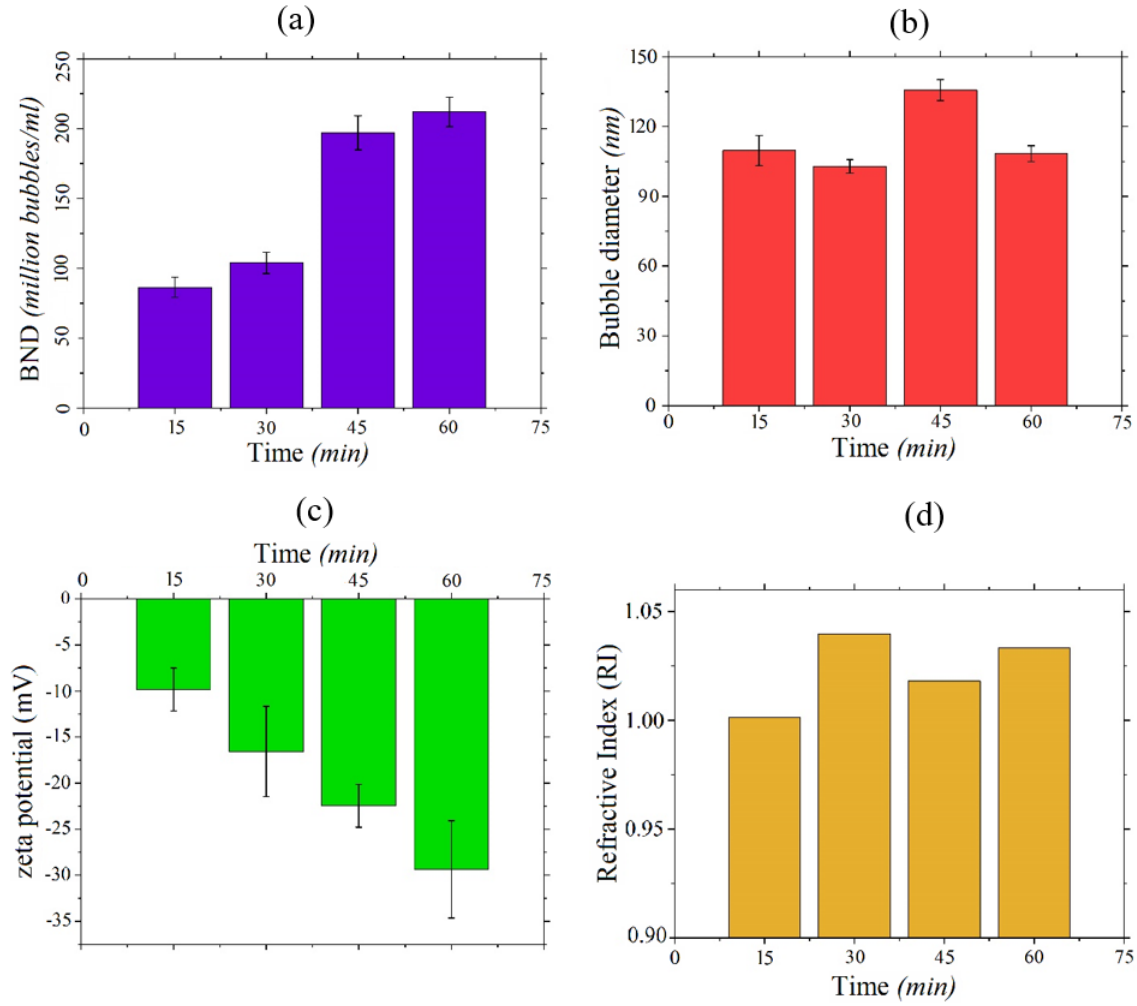 (a)
BND (million bubbles/ml)
250
200
150
100
50
0
0 15 30 45 60 75
Time (min)
(b)
Bubble diameter (nm)
150
120
90
60
30
0
0 15 30 45 60 75
Time (min)
(c)
Time (min)
0 15 30 45 60 75
zeta potential (mV)
0
-5
-10
-15
-20
-25
-30
-35
(d)
Refractive Index (RI)
1.05
1.00
0.95
0.90
0 15 30 45 60 75
Time (min)